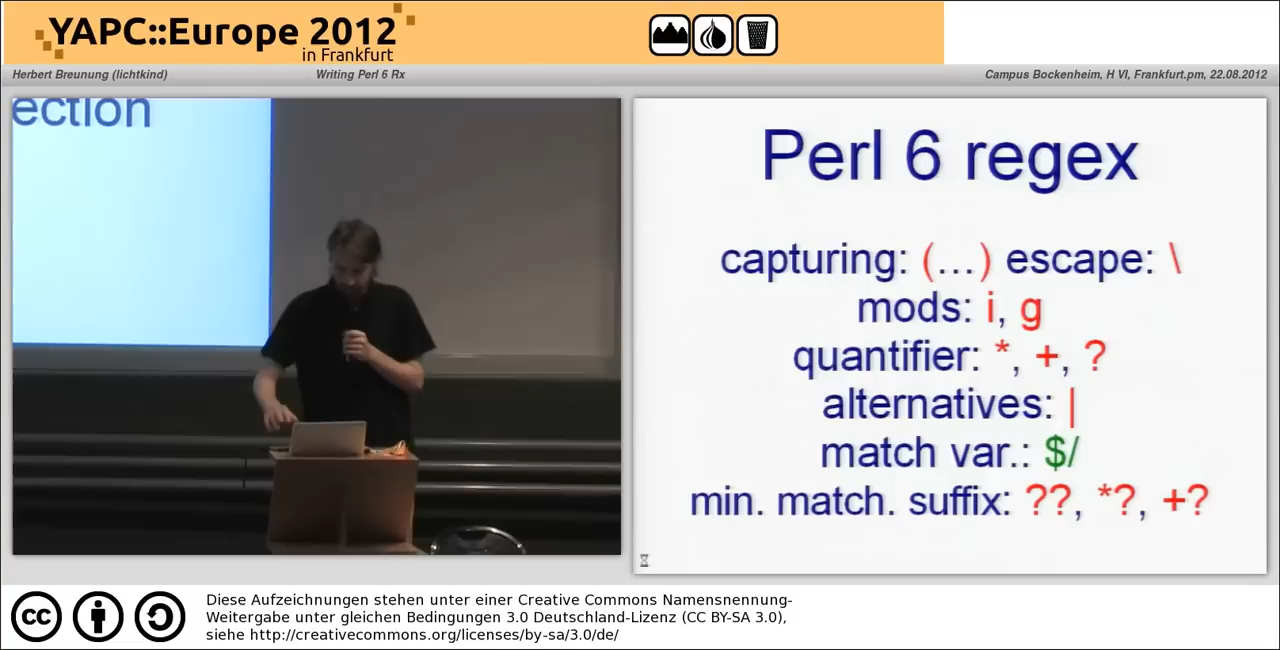 YAPC::Europe 2012
in Frankfurt
Herbert Breunung (lichtkind)
Writing Perl 6 Rx
Campus Bockenheim, H VI, Frankfurt.pm, 22.08.2012
ection
Perl 6 regex
capturing: (...) escape: \
mods: i, g
quantifier: *, +, ?
alternatives: |
match var.: $/
min. match. suffix: ??, *?, +?
cc
Diese Aufzeichnungen stehen unter einer Creative Commons Namensnennung-
Weitergabe unter gleichen Bedingungen 3.0 Deutschland-Lizenz (CC BY-SA 3.0),
siehe http://creativecommons.org/licenses/by-sa/3.0/de/